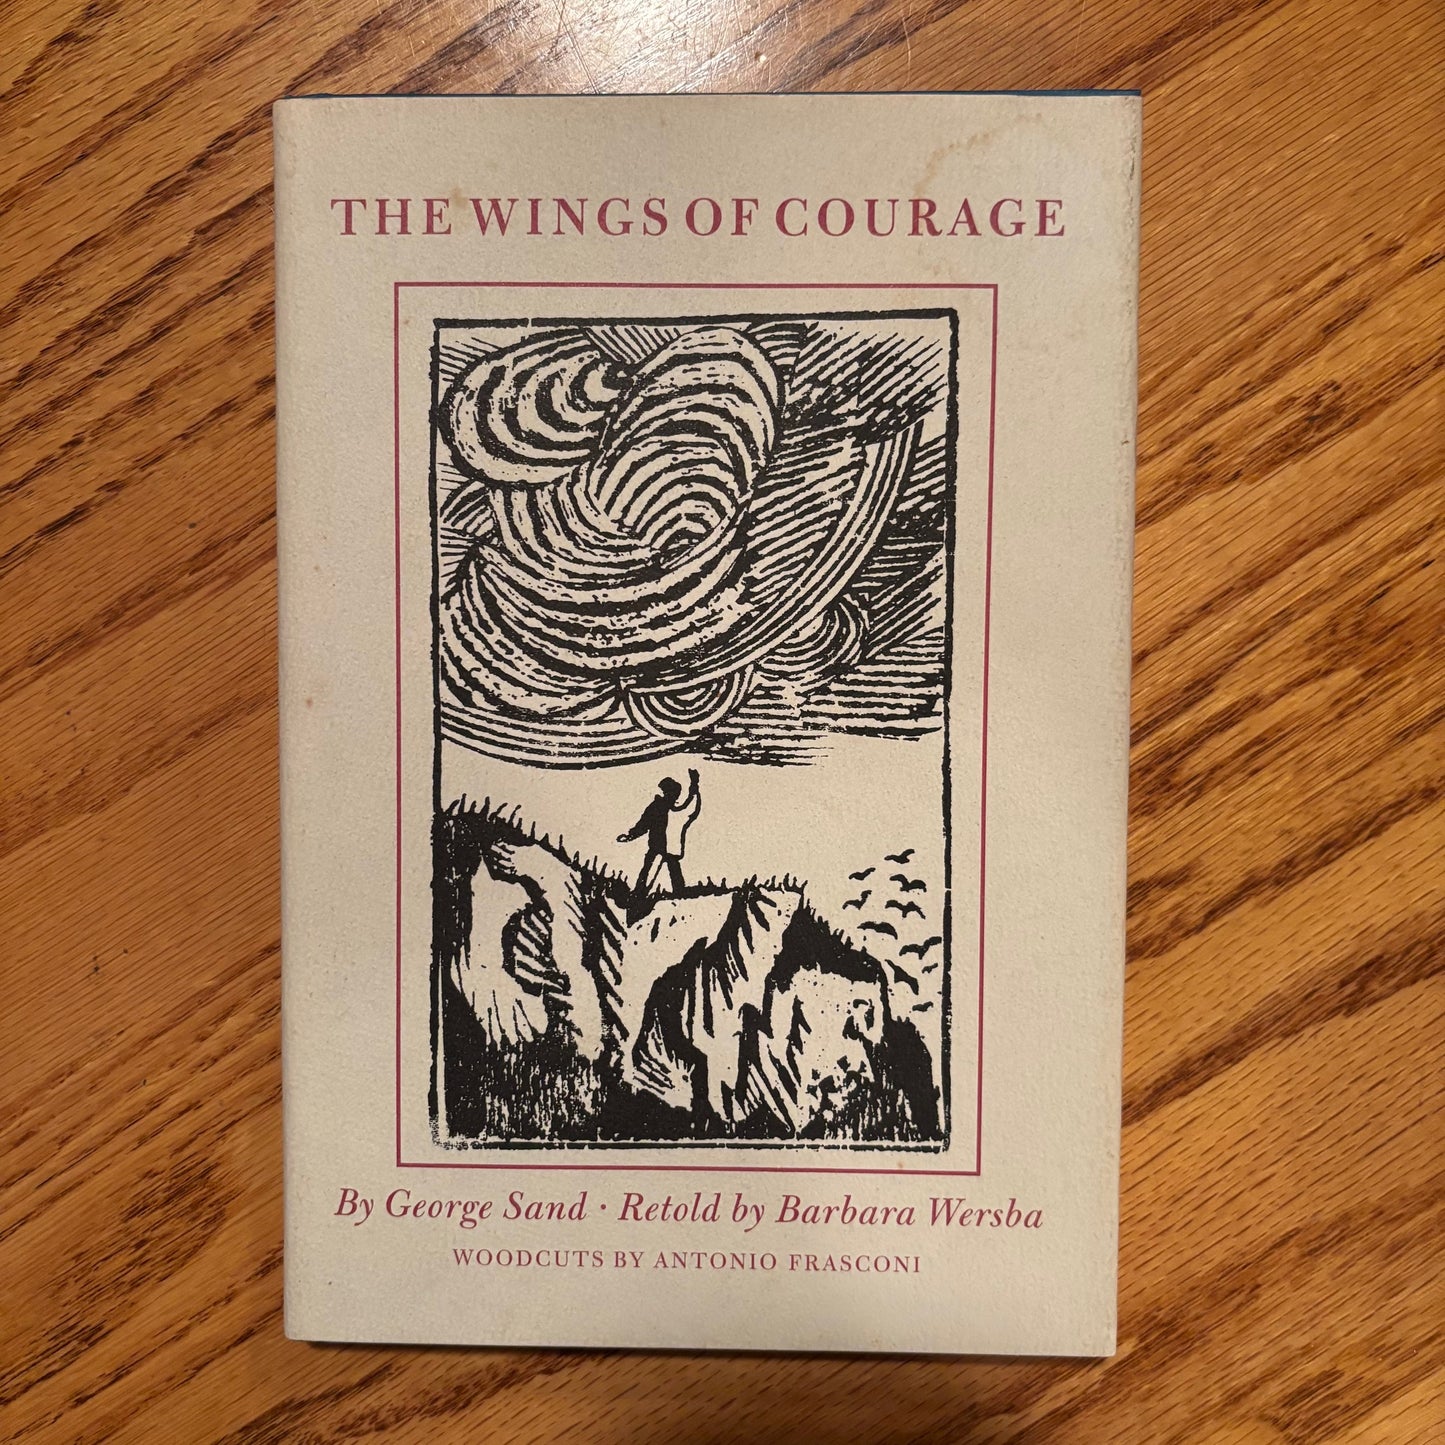 THE WINGS OF COURAGE
By George Sand · Retold by Barbara Wersba
WOODCUTS BY ANTONIO FRASCONI